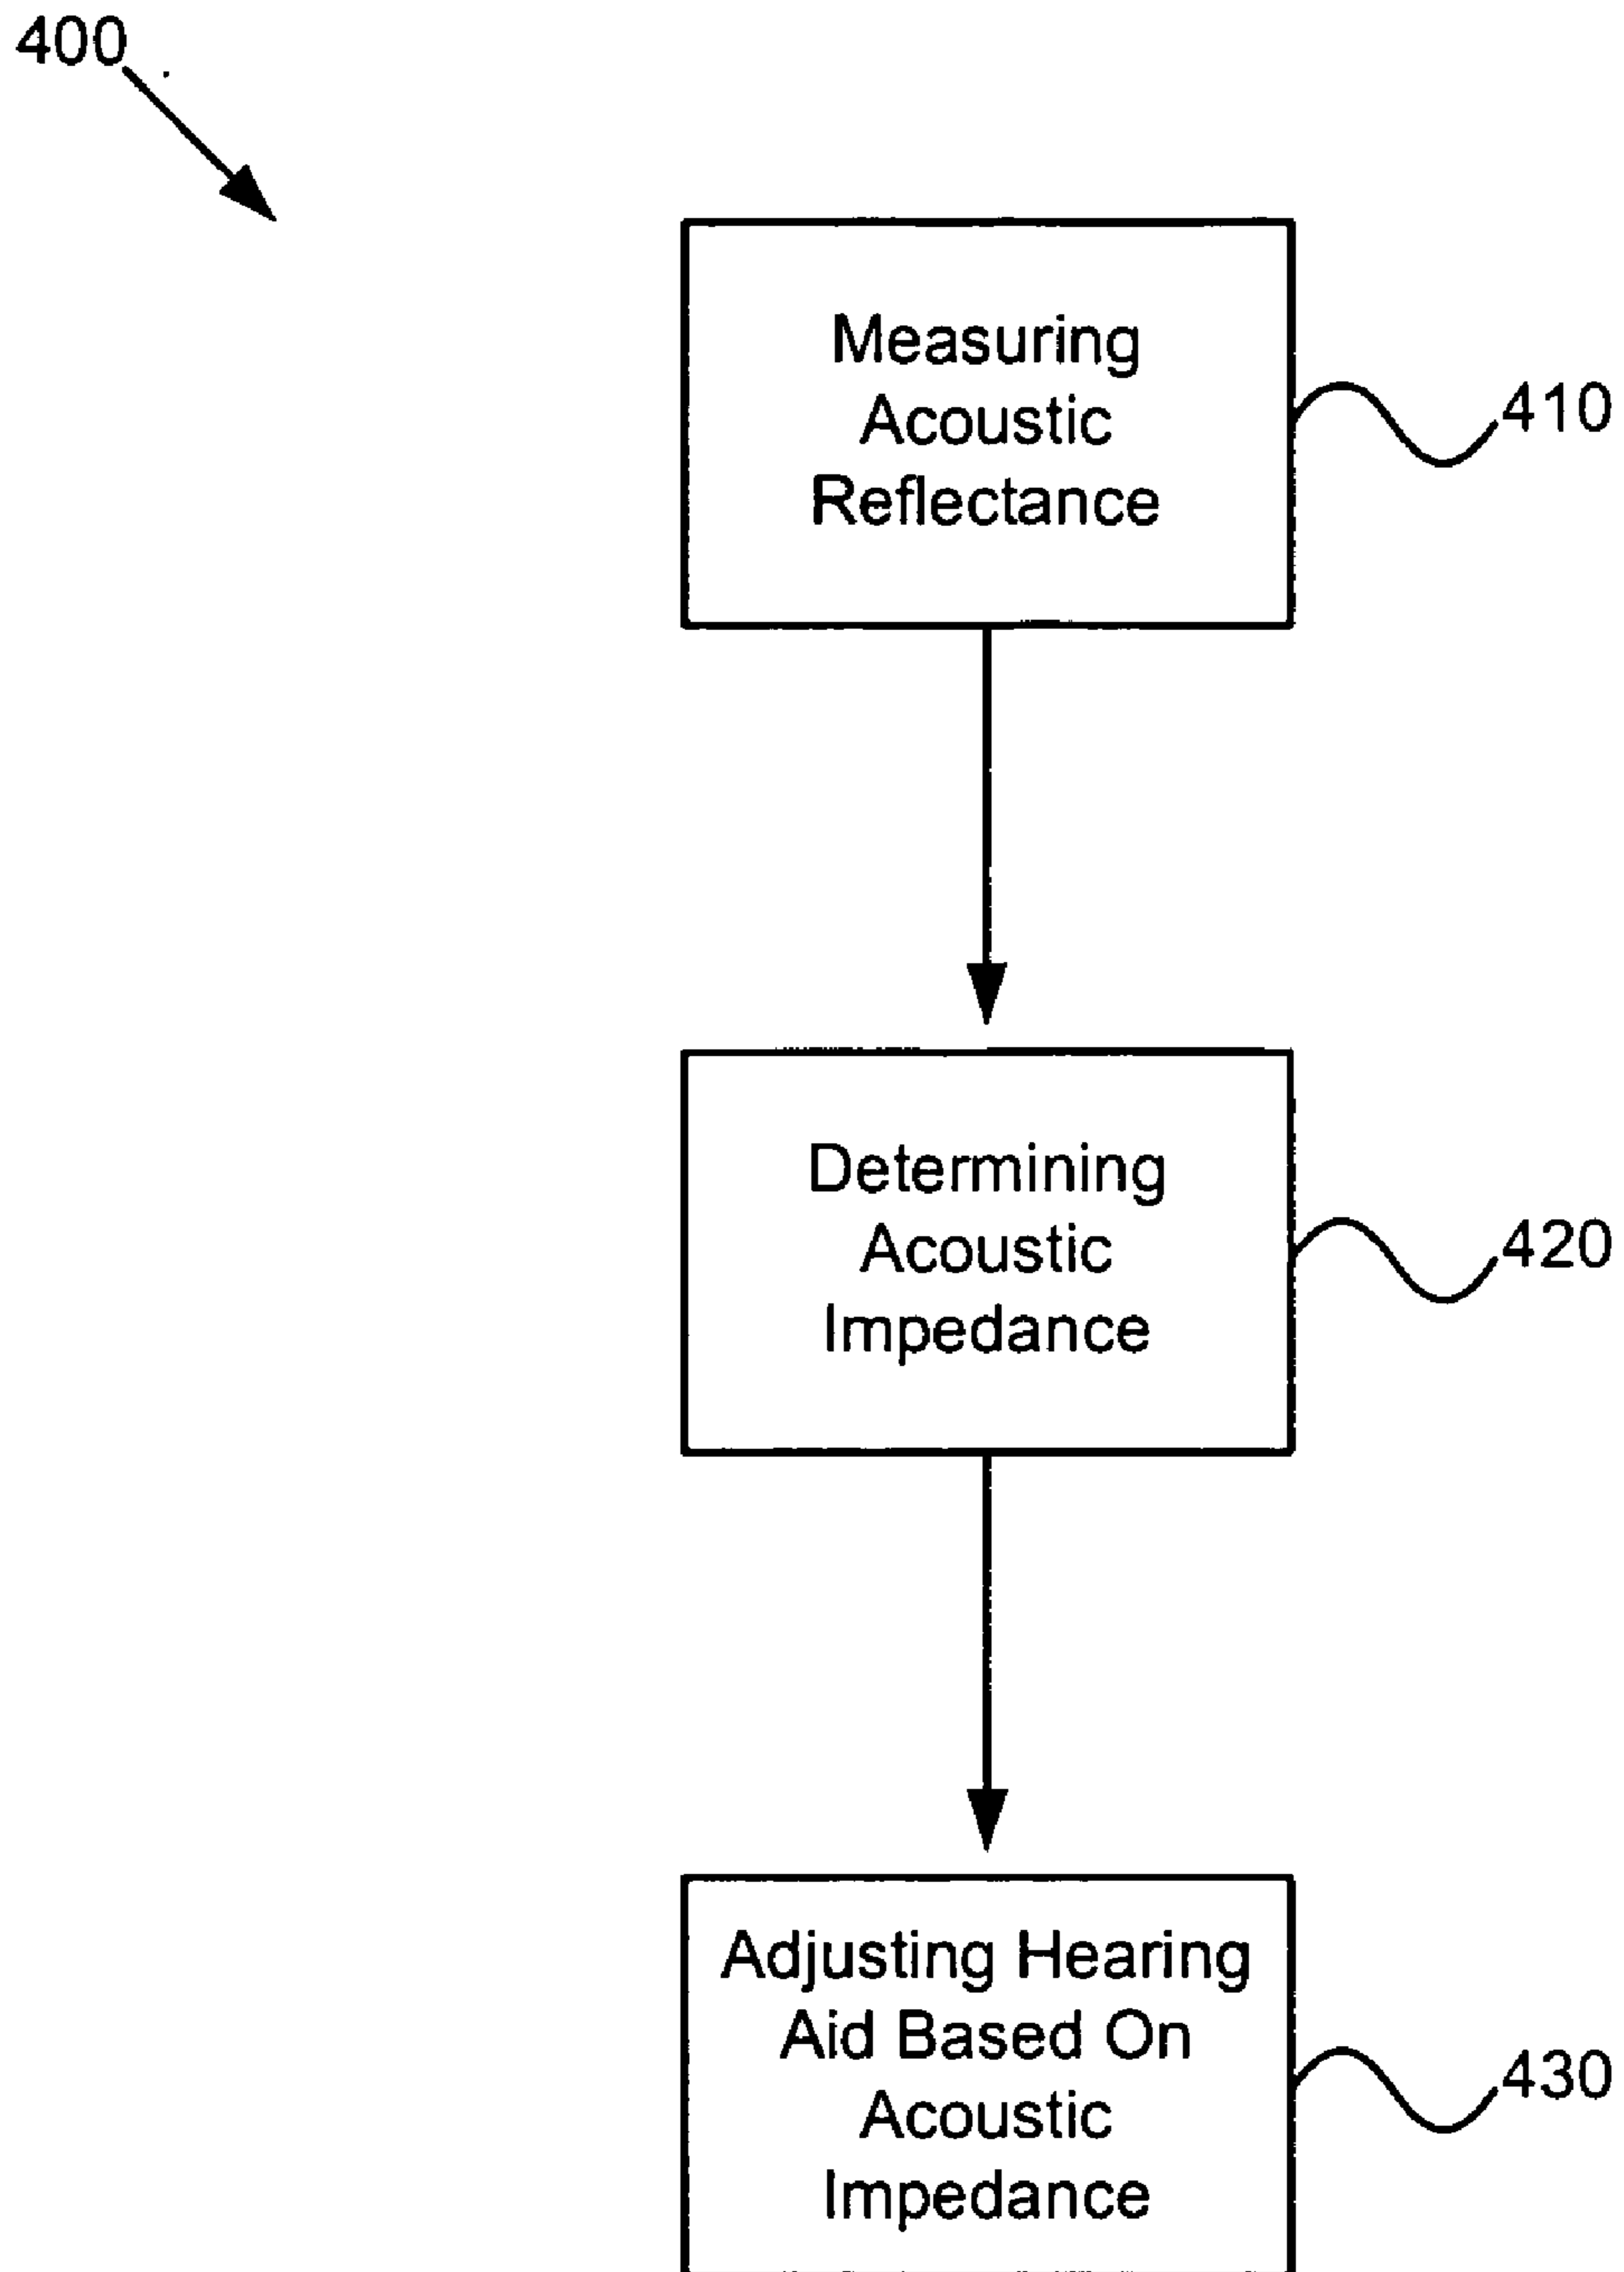 400
Measuring
Acoustic
Reflectance
410
Determining
Acoustic
Impedance
420
Adjusting Hearing
Aid Based On
Acoustic
Impedance
430